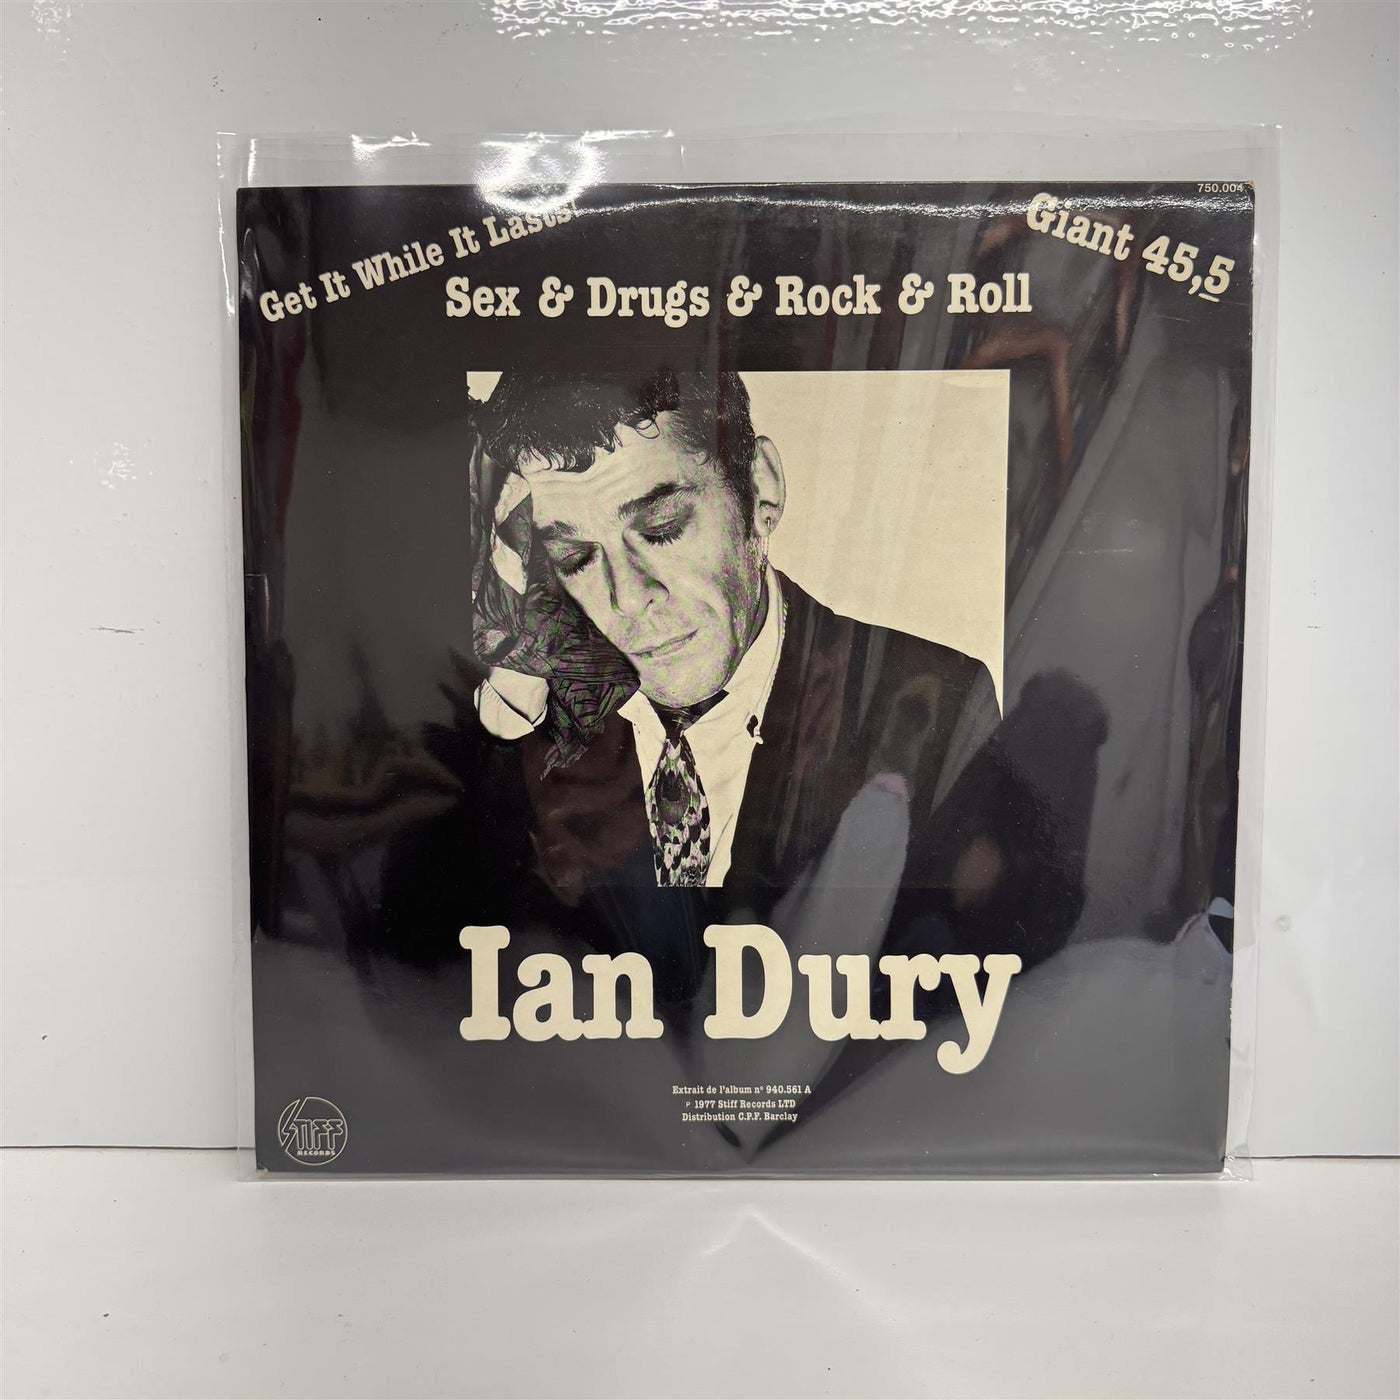 750.004
Get It While It Lasts!
Giant 45,5
Sex & Drugs & Rock & Roll
Ian Dury
Extrait de l'album n° 940.561 A
℗ 1977 Stiff Records LTD
Distribution C.P.F. Barclay
STIFF
RECORDS